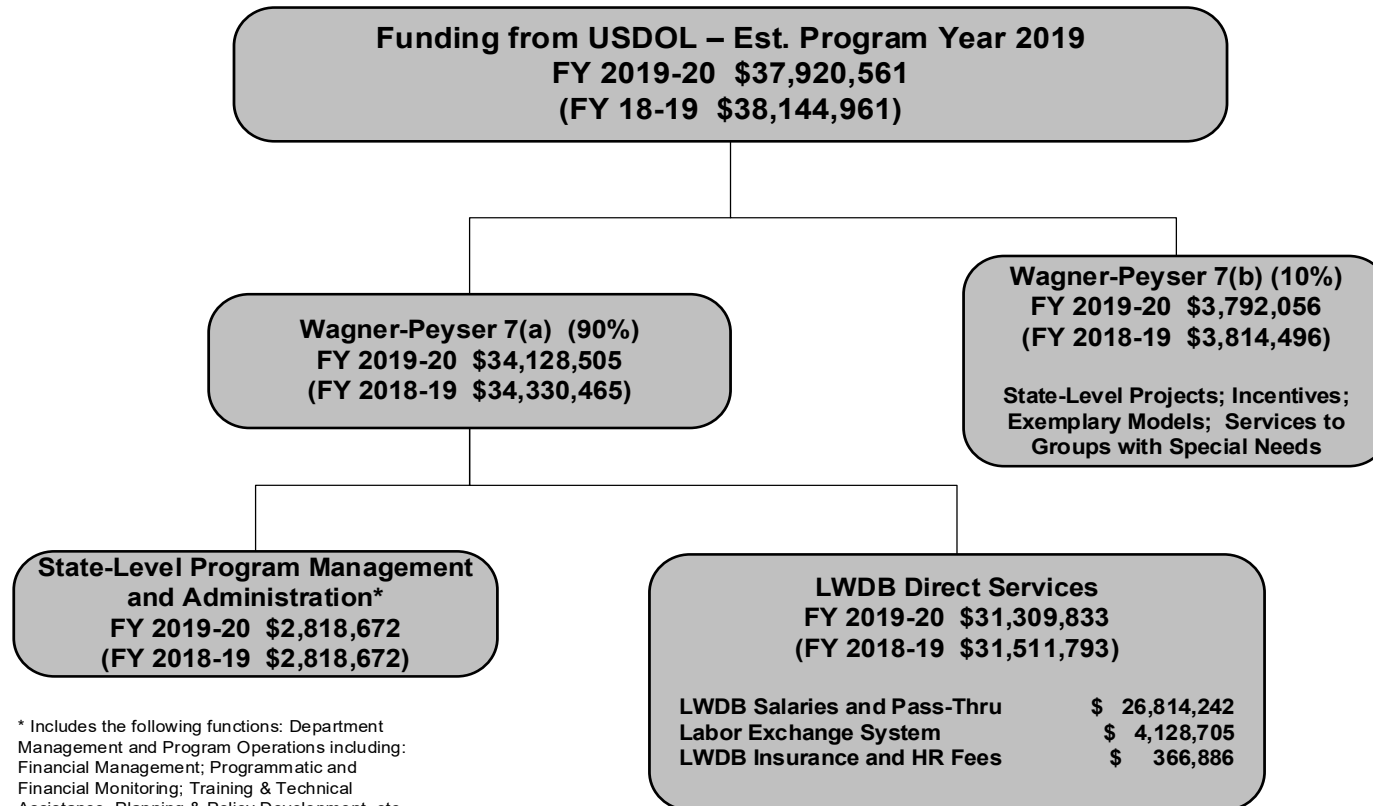 Funding from USDOL – Est. Program Year 2019
FY 2019-20 $37,920,561
(FY 18-19 $38,144,961)
Wagner-Peyser 7(a) (90%)
FY 2019-20 $34,128,505
(FY 2018-19 $34,330,465)
Wagner-Peyser 7(b) (10%)
FY 2019-20 $3,792,056
(FY 2018-19 $3,814,496)
State-Level Projects; Incentives;
Exemplary Models; Services to
Groups with Special Needs
State-Level Program Management
and Administration*
FY 2019-20 $2,818,672
(FY 2018-19 $2,818,672)
LWDB Direct Services
FY 2019-20 $31,309,833
(FY 2018-19 $31,511,793)
LWDB Salaries and Pass-Thru $ 26,814,242
Labor Exchange System $ 4,128,705
LWDB Insurance and HR Fees $ 366,886
* Includes the following functions: Department
Management and Program Operations including:
Financial Management; Programmatic and
Financial Monitoring; Training & Technical
Assistance, Planning & Policy Development, etc.